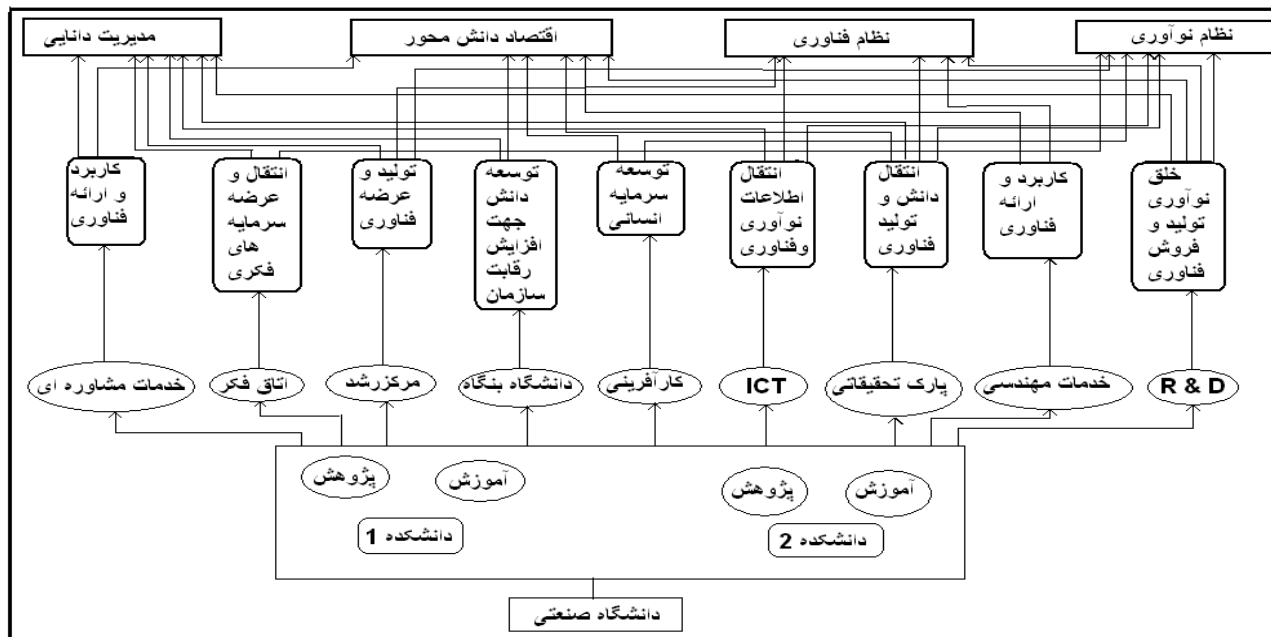 نظام نوآوری
نظام فناوری
اقتصاد دانش محور
مدیریت دانایی
خلق
نوآوری
تولید و
فروش
فناوری
کاربرد و
ارائه
فناوری
انتقال
دانش و
تولید
فناوری
انتقال
اطلاعات
نوآوری
وفناوری
توسعه
سرمایه
انسانی
توسعه
دانش
جهت
افزایش
رقابت
سازمان
تولید و
عرضه
فناوری
انتقال و
عرضه
سرمایه
های
فکری
کاربرد
و ارائه
فناوری
R & D
خدمات مهندسی
پارک تحقیقاتی
ICT
کارآفرینی
دانشگاه بنگاه
مرکزرشد
اتاق فکر
خدمات مشاوره ای
آموزش
پژوهش
آموزش
پژوهش
دانشکده 2
دانشکده 1
دانشگاه صنعتی